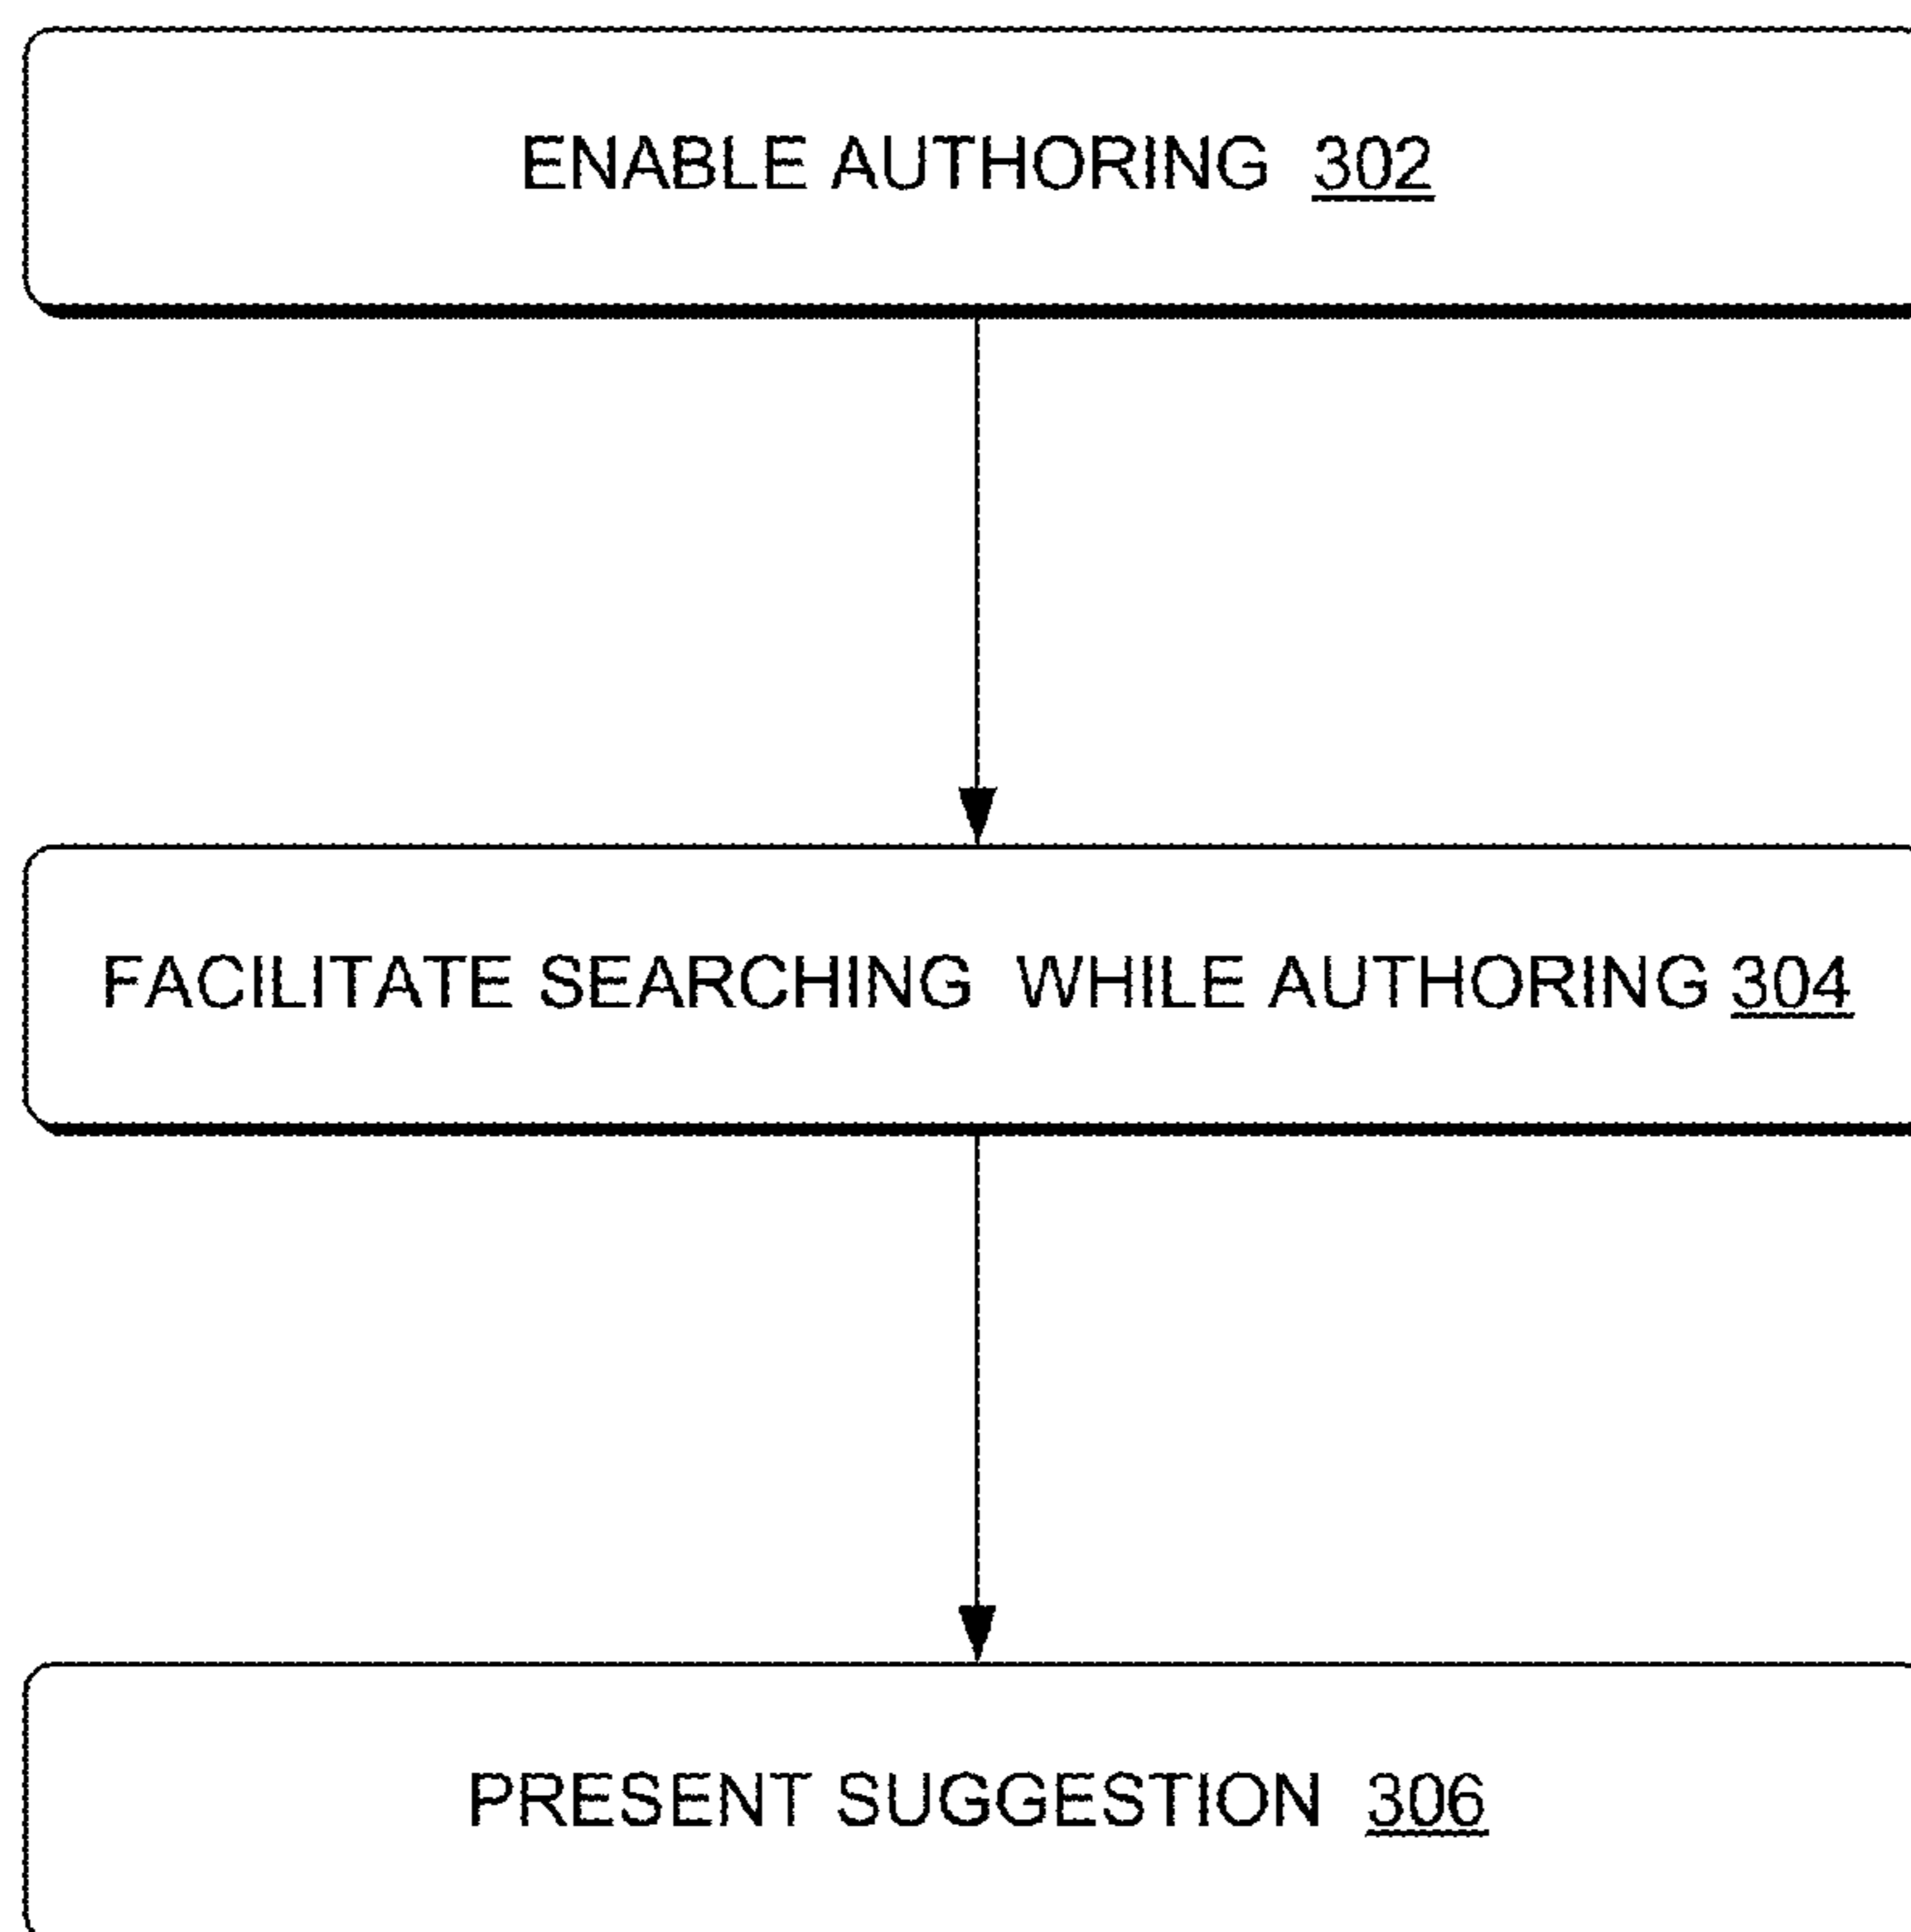 ENABLE AUTHORING 302
FACILITATE SEARCHING WHILE AUTHORING 304
PRESENT SUGGESTION 306